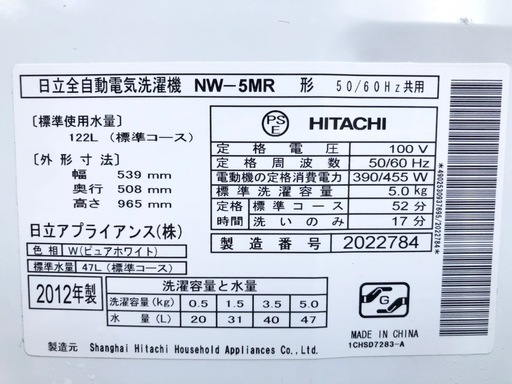 日立全自動電気洗濯機 NW-5MR 形 50/60Hz共用
[標準使用水量]
122L (標準コース)
[外形寸法]
幅 539 mm
奥行 508 mm
高さ 965 mm
日立アプライアンス(株)
色相 W(ピュアホワイト)
標準水量 47L (標準コース)
PS
E
HITACHI
定格電圧 100 V
定格周波数 50/60 Hz
電動機の定格消費電力 390/455 W
標準洗濯容量 5.0kg
定格時間 標準コース 52分
洗いのみ 17分
製造番号 2022784
2012年製
洗濯容量と水量
洗濯容量(kg) 0.5 1.5 3.5 5.0
水量(L) 20 31 40 47
G
MADE IN CHINA
1CHSD7283-A
製造元 Shanghai Hitachi Household Appliances Co., Ltd.